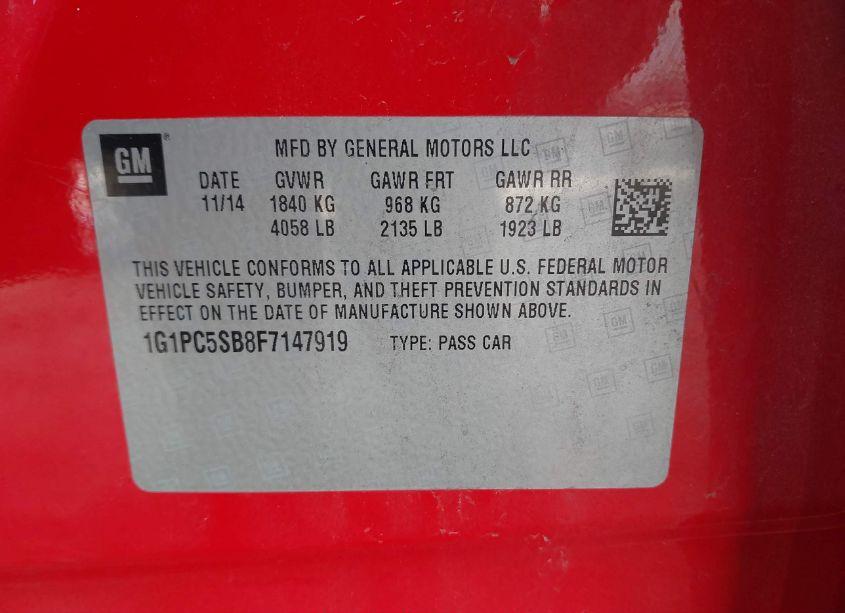 GM ® MFD BY GENERAL MOTORS LLC
DATE GVWR GAWR FRT GAWR RR
11/14 1840 KG 968 KG 872 KG
4058 LB 2135 LB 1923 LB
THIS VEHICLE CONFORMS TO ALL APPLICABLE U.S. FEDERAL MOTOR
VEHICLE SAFETY, BUMPER, AND THEFT PREVENTION STANDARDS IN
EFFECT ON THE DATE OF MANUFACTURE SHOWN ABOVE.
1G1PC5SB8F7147919 TYPE: PASS CAR